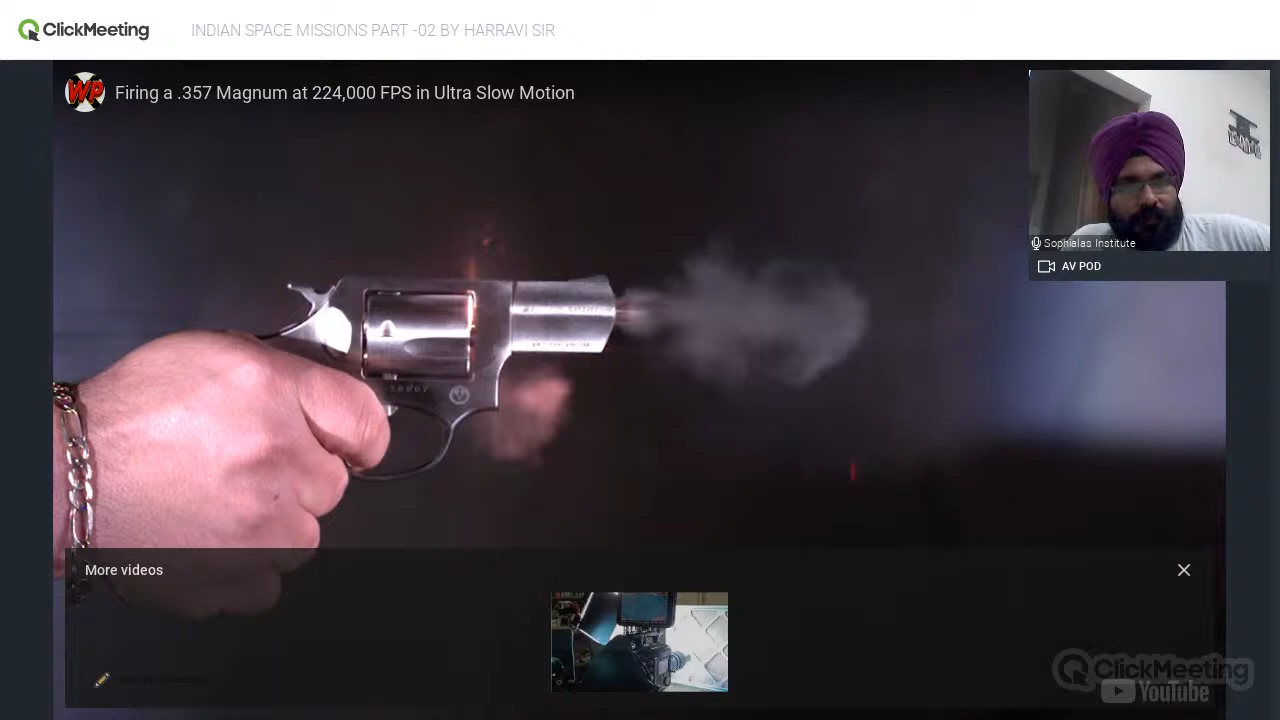 ClickMeeting
INDIAN SPACE MISSIONS PART -02 BY HARRAVI SIR
WP
Firing a .357 Magnum at 224,000 FPS in Ultra Slow Motion
Sophialas Institute
AV POD
More videos
ClickMeeting
YouTube